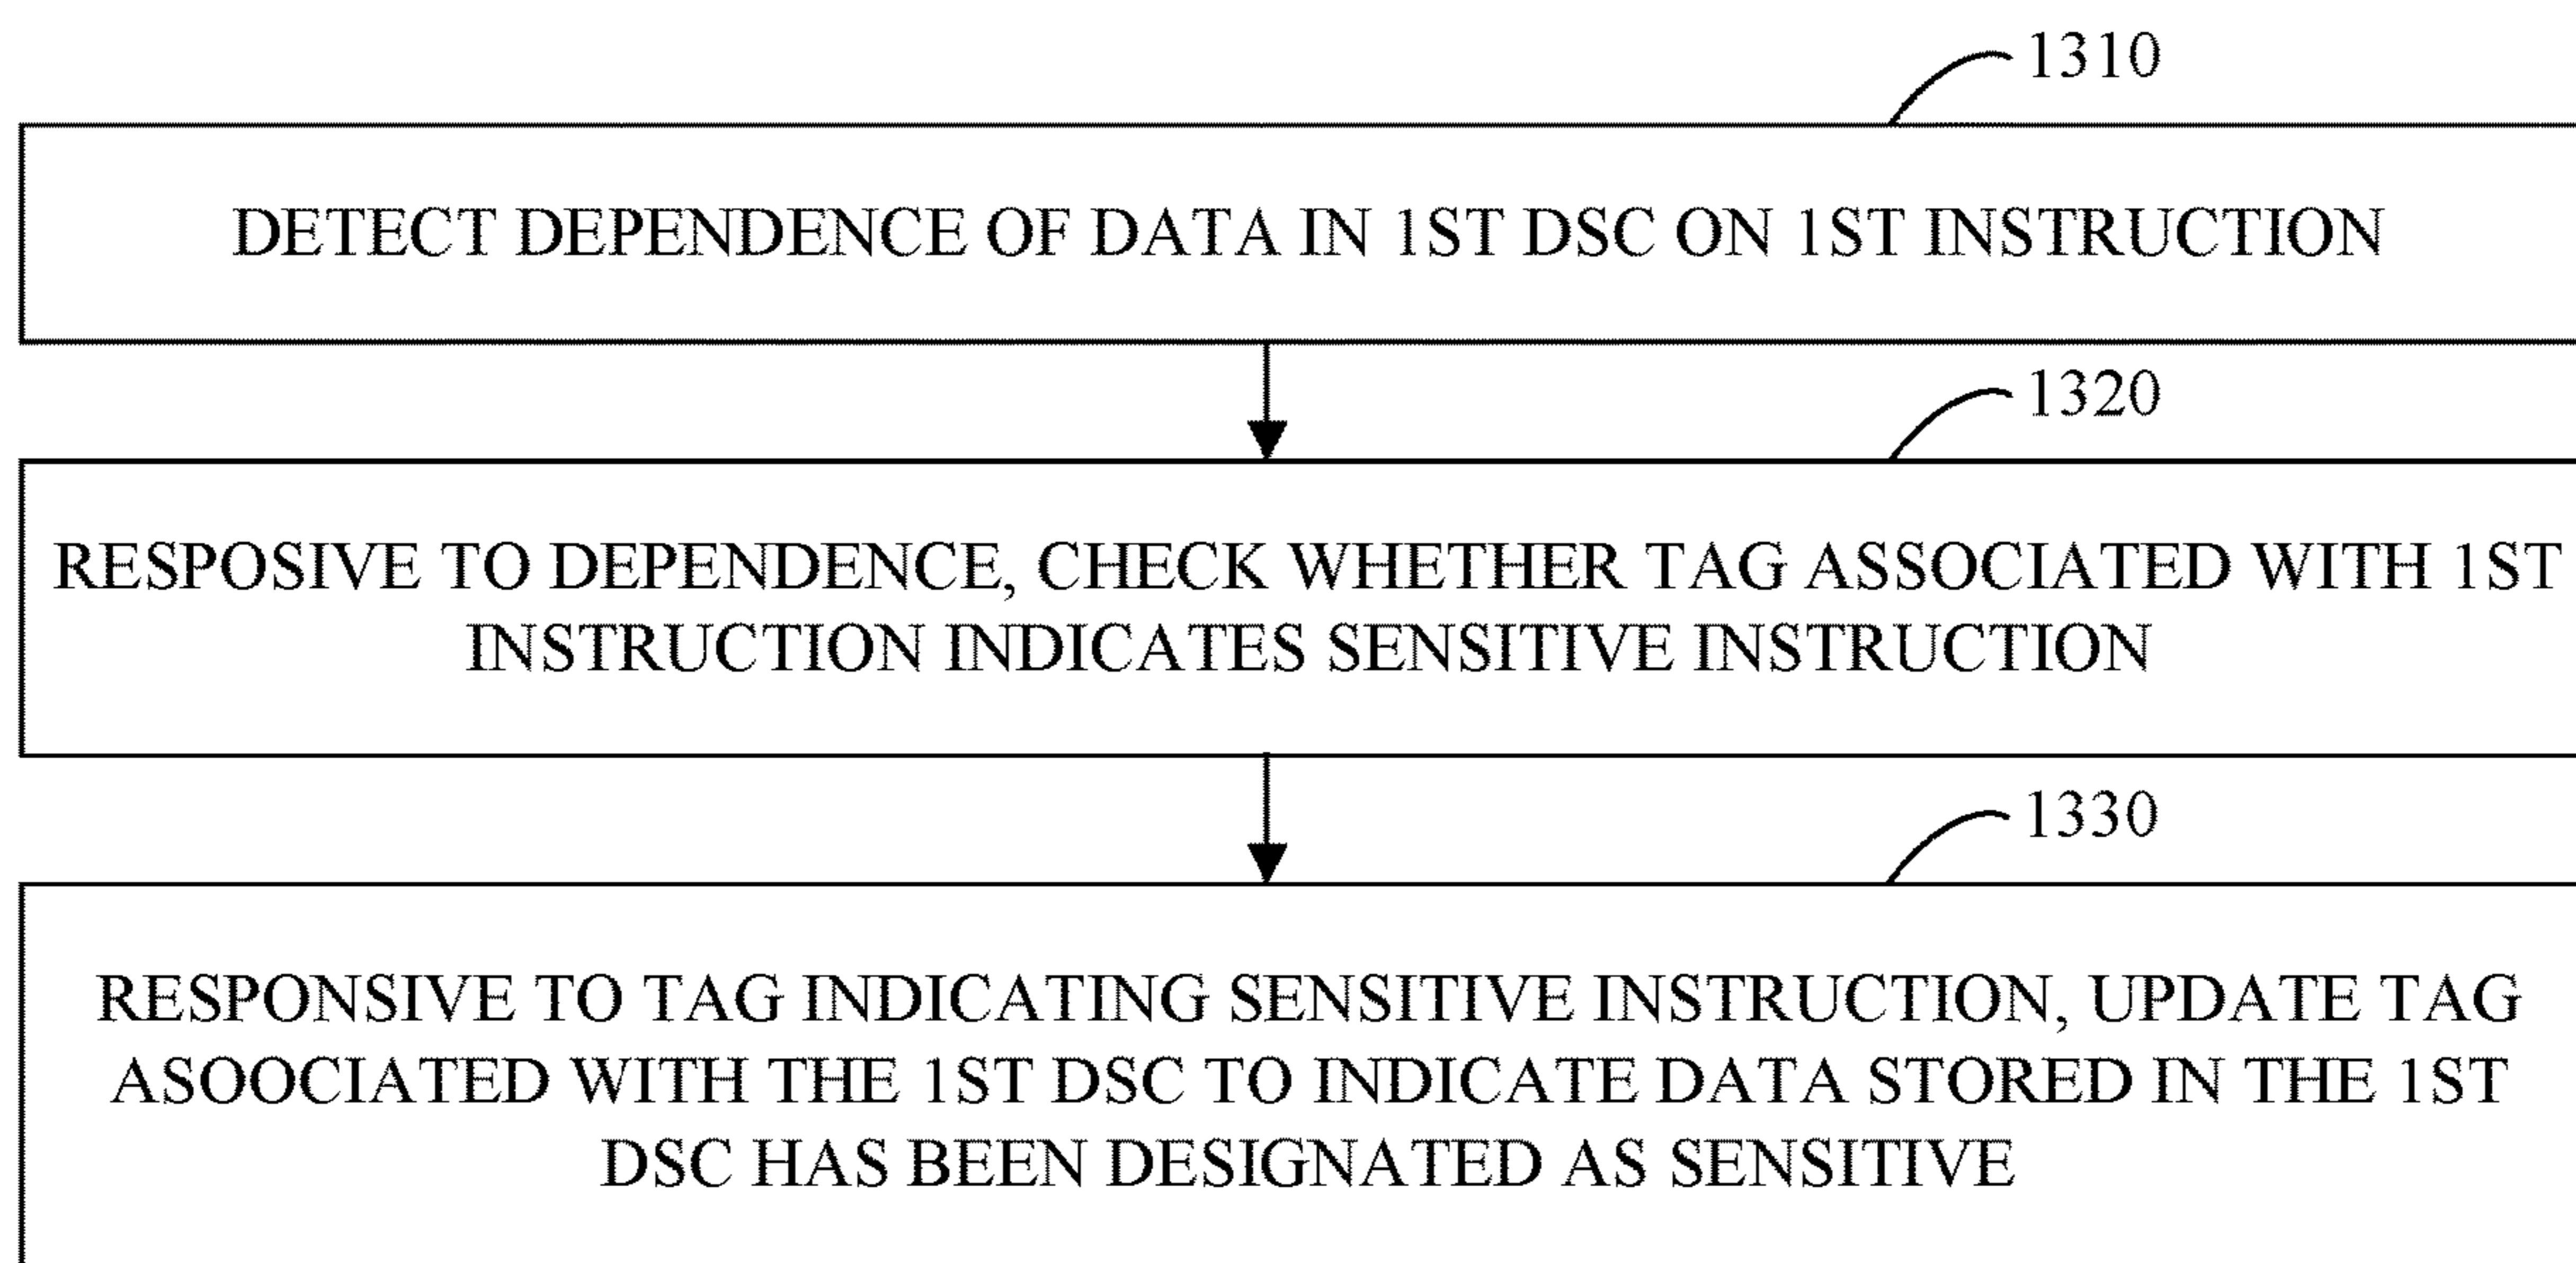 1310
DETECT DEPENDENCE OF DATA IN 1ST DSC ON 1ST INSTRUCTION
1320
RESPOSIVE TO DEPENDENCE, CHECK WHETHER TAG ASSOCIATED WITH 1ST
INSTRUCTION INDICATES SENSITIVE INSTRUCTION
1330
RESPONSIVE TO TAG INDICATING SENSITIVE INSTRUCTION, UPDATE TAG
ASOOCIATED WITH THE 1ST DSC TO INDICATE DATA STORED IN THE 1ST
DSC HAS BEEN DESIGNATED AS SENSITIVE